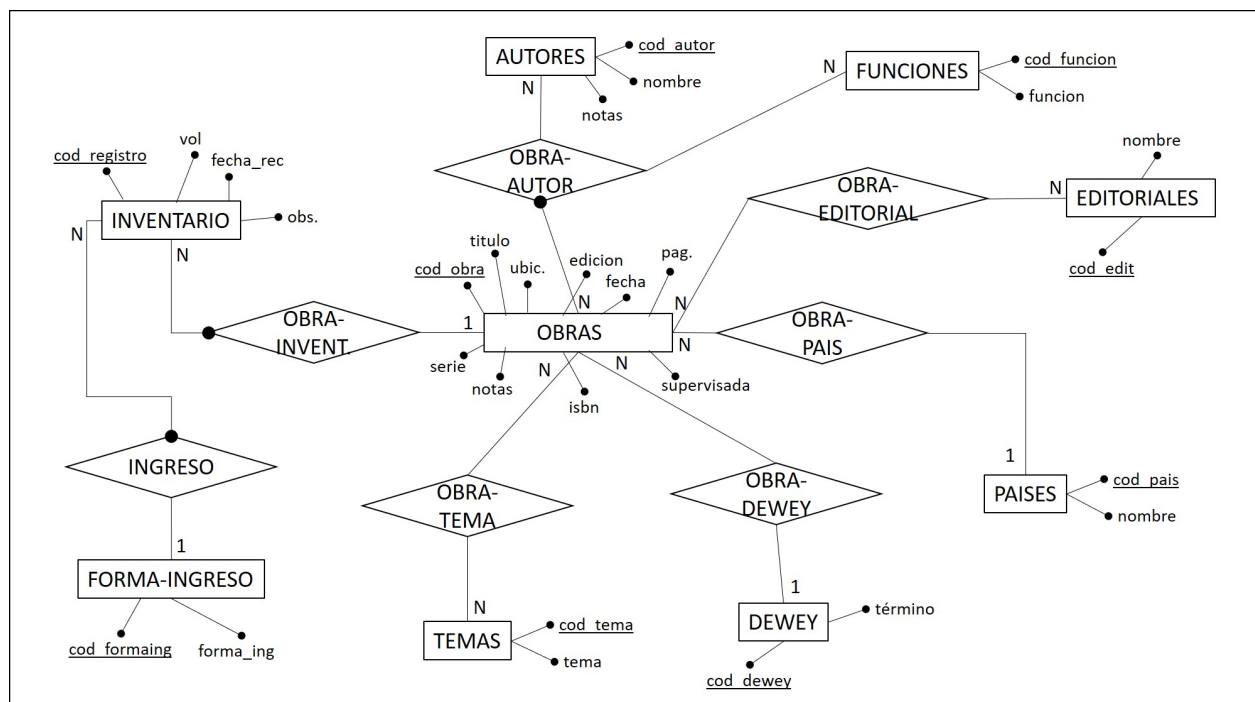 AUTORES
cod_autor
nombre
notas
N
FUNCIONES
cod_funcion
funcion
N
OBRA-
AUTOR
vol
cod_registro
fecha_rec
INVENTARIO
obs.
N
N
nombre
OBRA-
EDITORIAL
N
EDITORIALES
cod_edit
titulo
cod_obra
ubic.
edicion
fecha
pag.
N
N
OBRA-
INVENT.
1
OBRAS
N
OBRA-
PAIS
serie
notas
N
isbn
N
supervisada
INGRESO
OBRA-
TEMA
OBRA-
DEWEY
1
PAISES
cod_pais
nombre
1
FORMA-INGRESO
cod_formaing
forma_ing
N
TEMAS
cod_tema
tema
1
DEWEY
término
cod_dewey